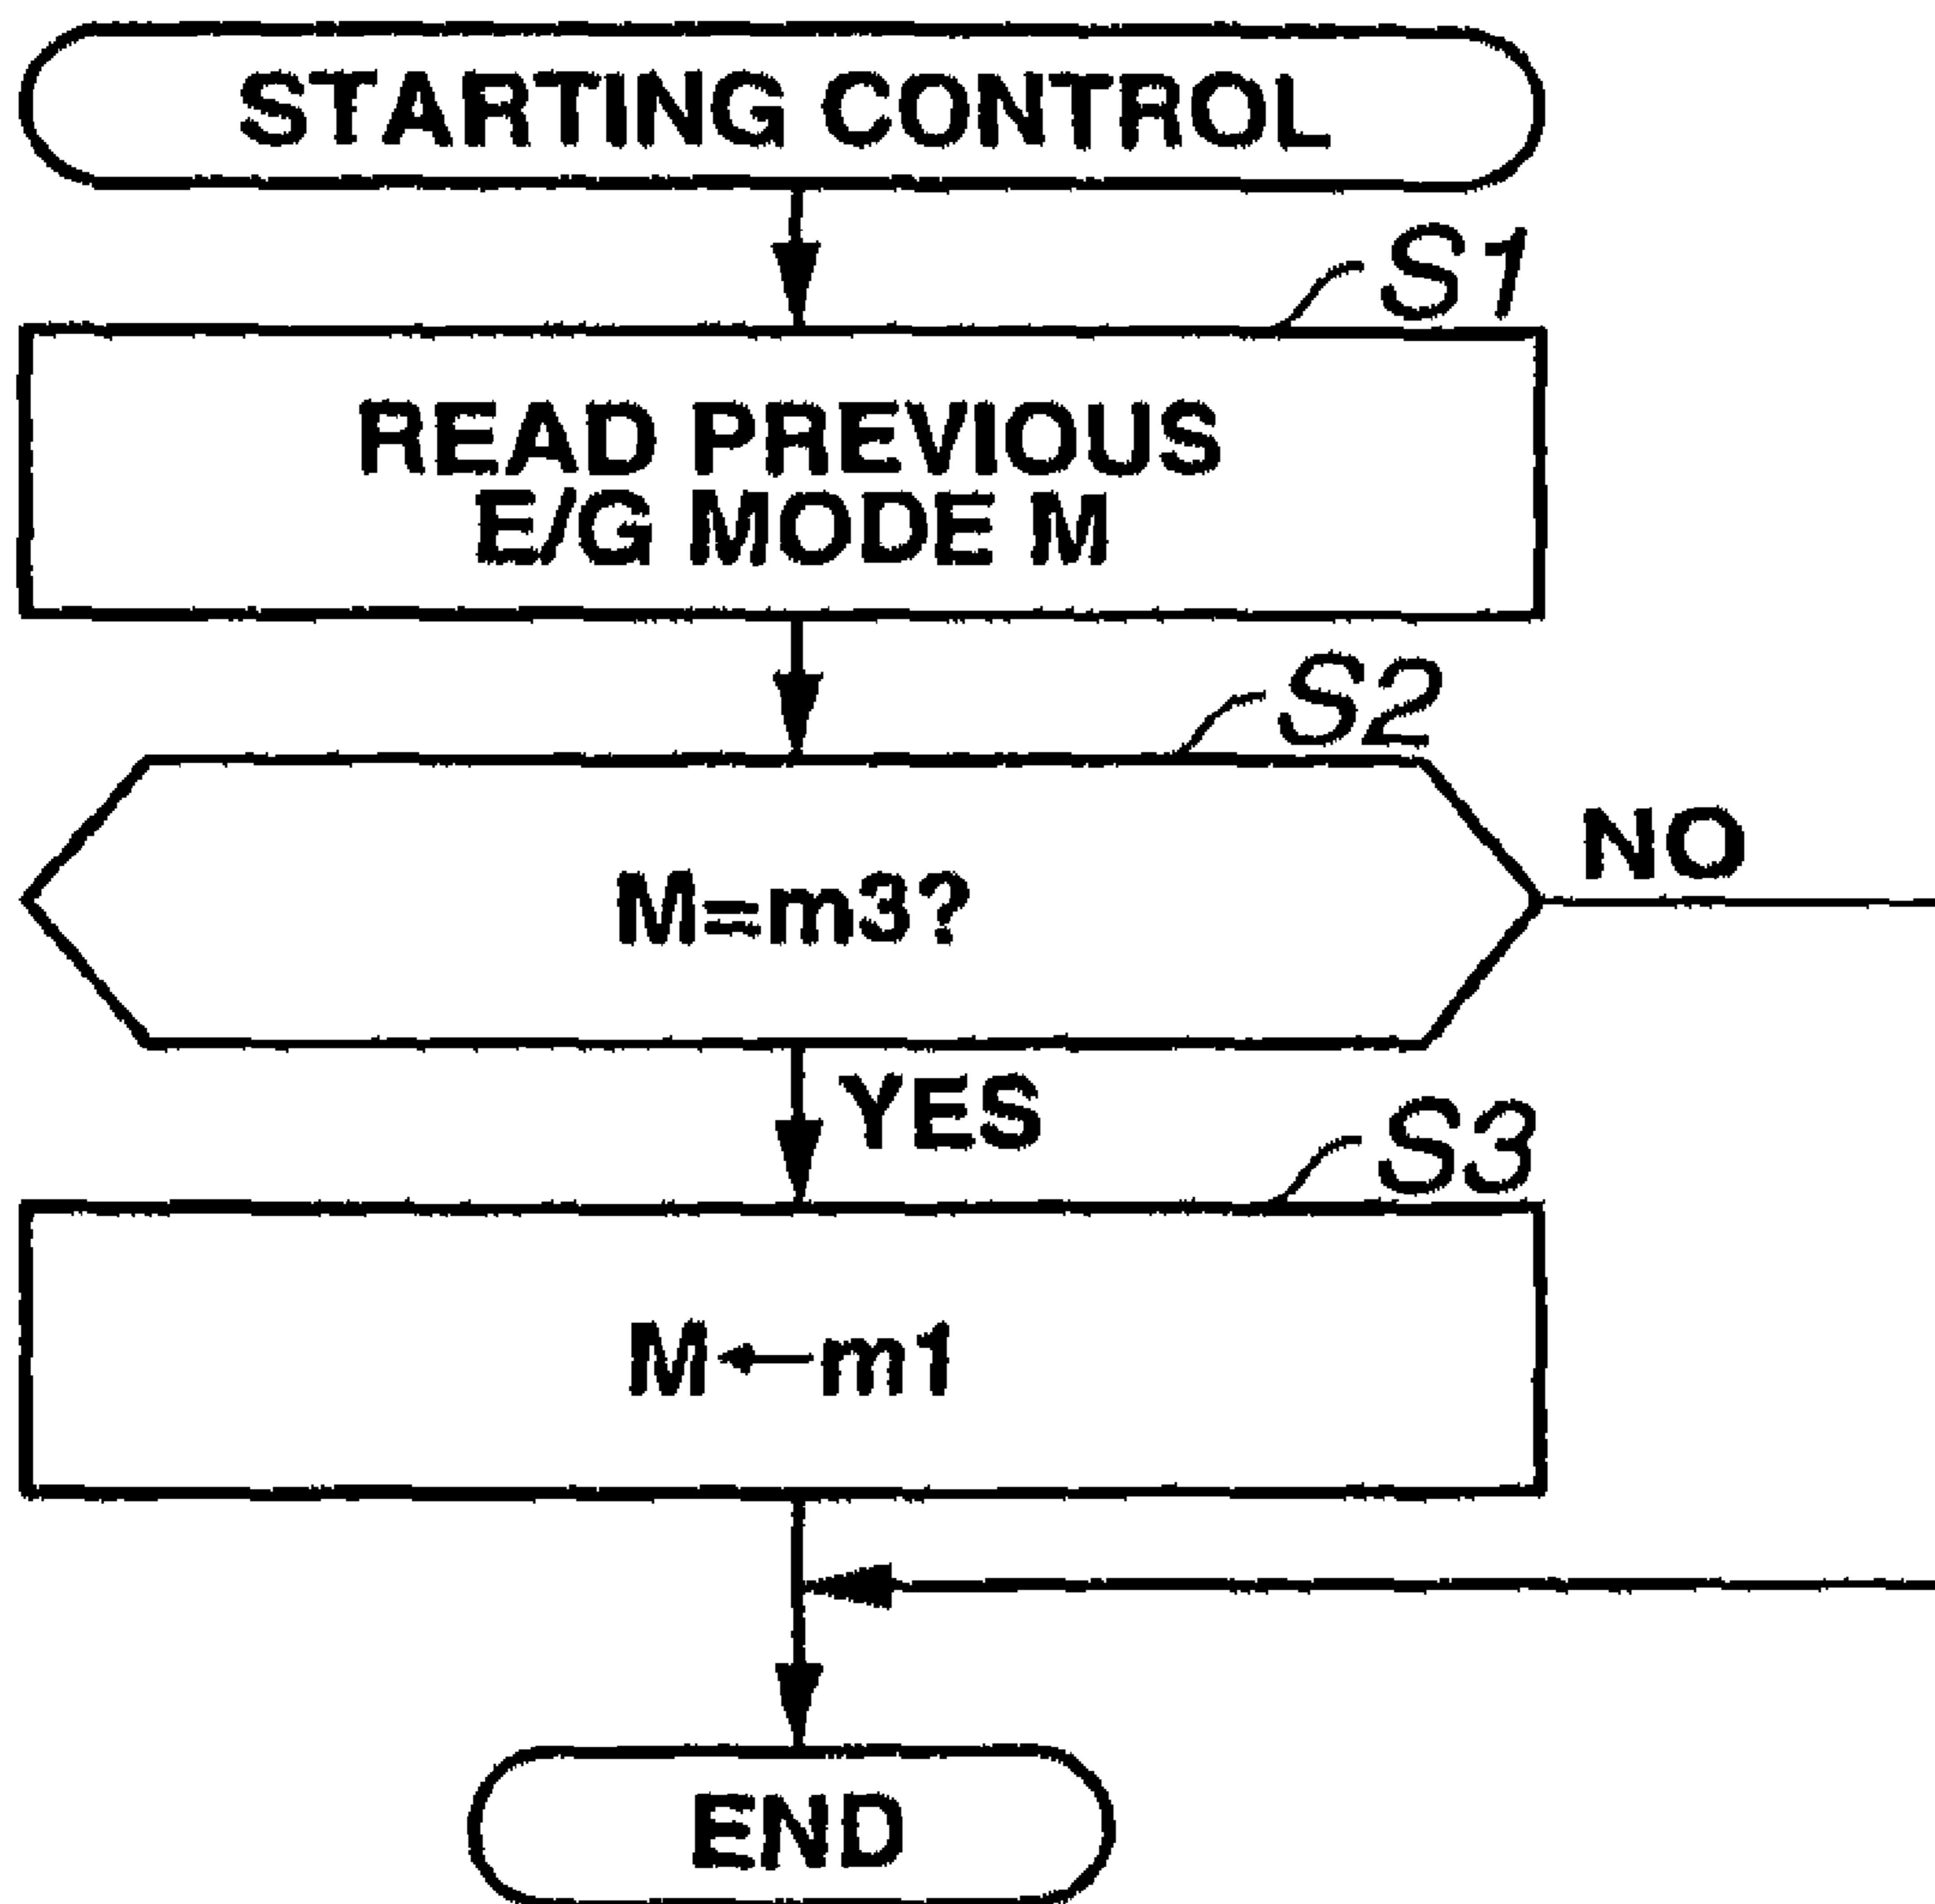 STARTING CONTROL
S1
READ PREVIOUS
E/G MODE M
S2
M=m3?
NO
YES
S3
M←m1
END